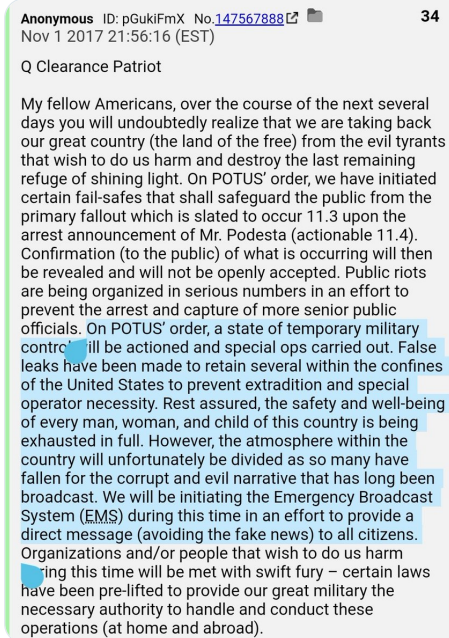 Anonymous ID: pGukiFmX No.147567888 34
Nov 1 2017 21:56:16 (EST)
Q Clearance Patriot
My fellow Americans, over the course of the next several
days you will undoubtedly realize that we are taking back
our great country (the land of the free) from the evil tyrants
that wish to do us harm and destroy the last remaining
refuge of shining light. On POTUS’ order, we have initiated
certain fail-safes that shall safeguard the public from the
primary fallout which is slated to occur 11.3 upon the
arrest announcement of Mr. Podesta (actionable 11.4).
Confirmation (to the public) of what is occurring will then
be revealed and will not be openly accepted. Public riots
are being organized in serious numbers in an effort to
prevent the arrest and capture of more senior public
officials. On POTUS’ order, a state of temporary military
control will be actioned and special ops carried out. False
leaks have been made to retain several within the confines
of the United States to prevent extradition and special
operator necessity. Rest assured, the safety and well-being
of every man, woman, and child of this country is being
exhausted in full. However, the atmosphere within the
country will unfortunately be divided as so many have
fallen for the corrupt and evil narrative that has long been
broadcast. We will be initiating the Emergency Broadcast
System (EMS) during this time in an effort to provide a
direct message (avoiding the fake news) to all citizens.
Organizations and/or people that wish to do us harm
during this time will be met with swift fury – certain laws
have been pre-lifted to provide our great military the
necessary authority to handle and conduct these
operations (at home and abroad).